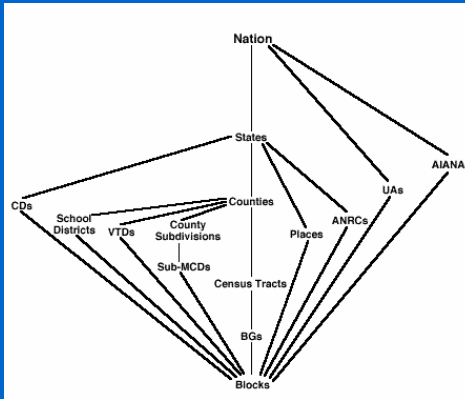 Nation
States
AIANA
UAs
Counties
CDs
School
Districts
VTDs
County
Subdivisions
Places
ANRCs
Sub-MCDs
Census Tracts
BGs
Blocks